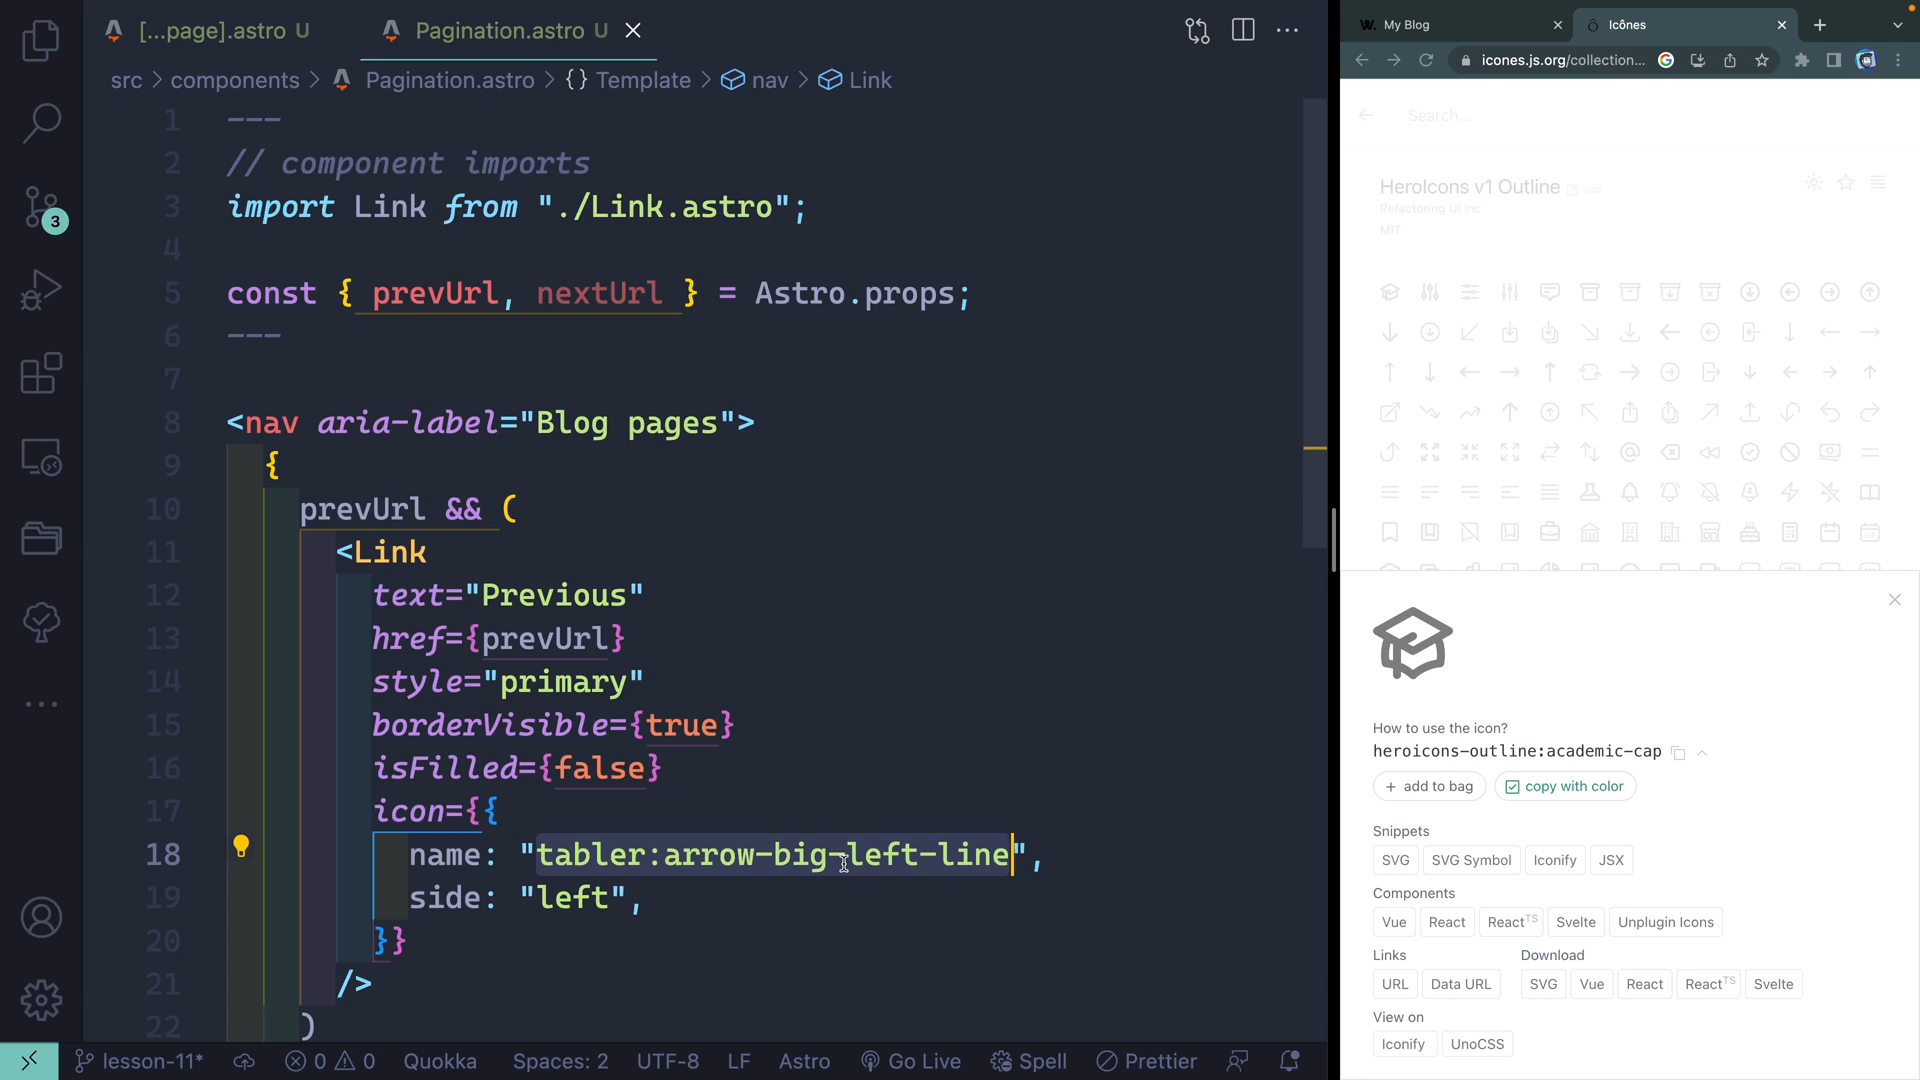 [...page].astro U
Pagination.astro U
src > components > Pagination.astro > {} Template > nav > Link
1 ---
2 // component imports
3 import Link from "./Link.astro";
4
5 const { prevUrl, nextUrl } = Astro.props;
6 ---
7
8 <nav aria-label="Blog pages">
9 {
10 prevUrl && (
11 <Link
12 text="Previous"
13 href={prevUrl}
14 style="primary"
15 borderVisible={true}
16 isFilled={false}
17 icon={{
18 name: "tabler:arrow-big-left-line",
19 side: "left",
20 }}
21 />
22 )
3
lesson-11* 0 0 Quokka Spaces: 2 UTF-8 LF Astro Go Live Spell Prettier
My Blog
Icônes
icones.js.org/collection...
Search...
HeroIcons v1 Outline
Refactoring UI Inc
MIT
How to use the icon?
heroicons-outline:academic-cap
+ add to bag copy with color
Snippets
SVG SVG Symbol Iconify JSX
Components
Vue React React TS Svelte Unplugin Icons
Links Download
URL Data URL SVG Vue React React TS Svelte
View on
Iconify UnoCSS